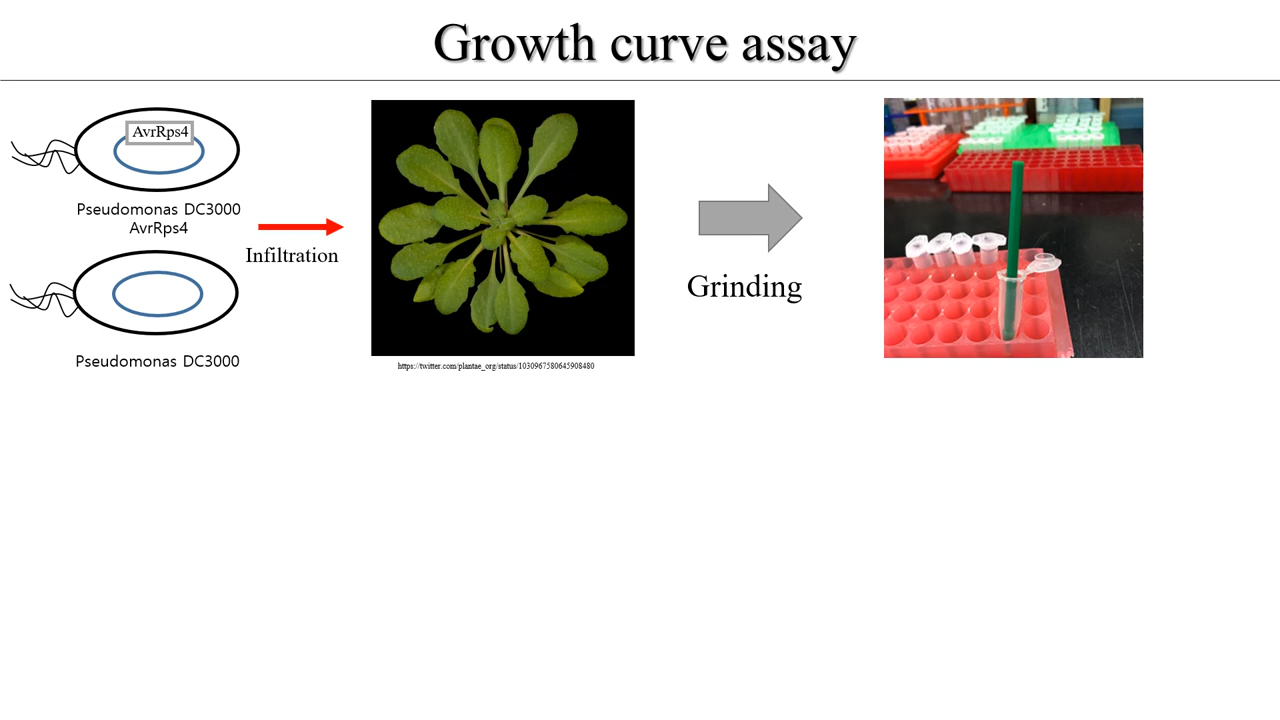 Growth curve assay
AvrRps4
Pseudomonas DC3000
AvrRps4
Infiltration
Pseudomonas DC3000
https://twitter.com/plantae_org/status/1030967580645908480
Grinding